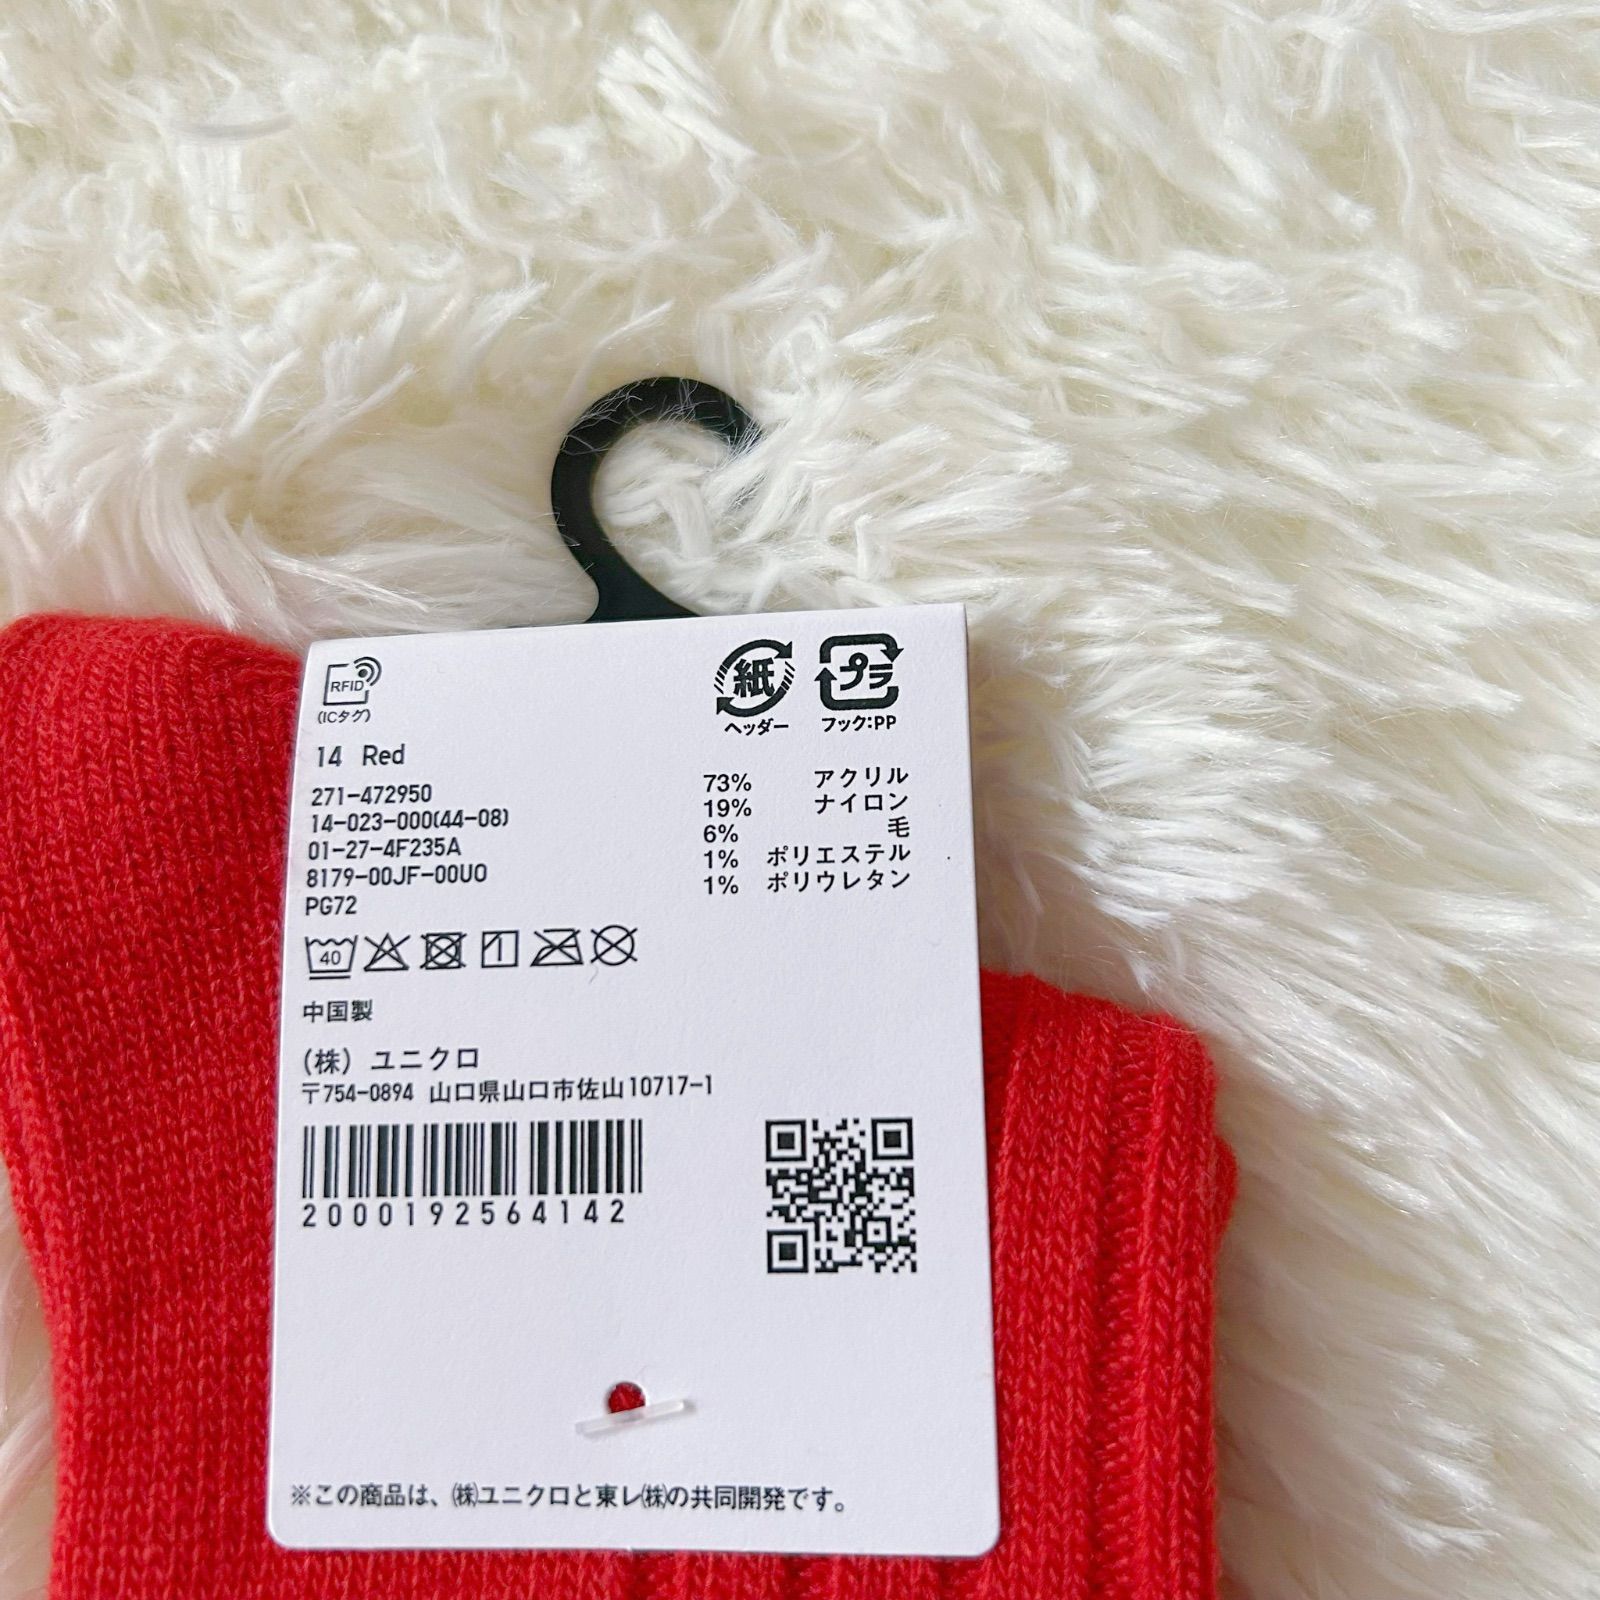 RFID
(ICタグ)
紙
ヘッダー
プラ
フック:PP
14 Red
271-472950
14-023-000(44-08)
01-27-4F235A
8179-00JF-00UO
PG72
73% アクリル
19% ナイロン
6% 毛
1% ポリエステル
1% ポリウレタン
40
中国製
(株) ユニクロ
〒754-0894 山口県山口市佐山10717-1
2000192564142
※この商品は、㈱ユニクロと東レ㈱の共同開発です。